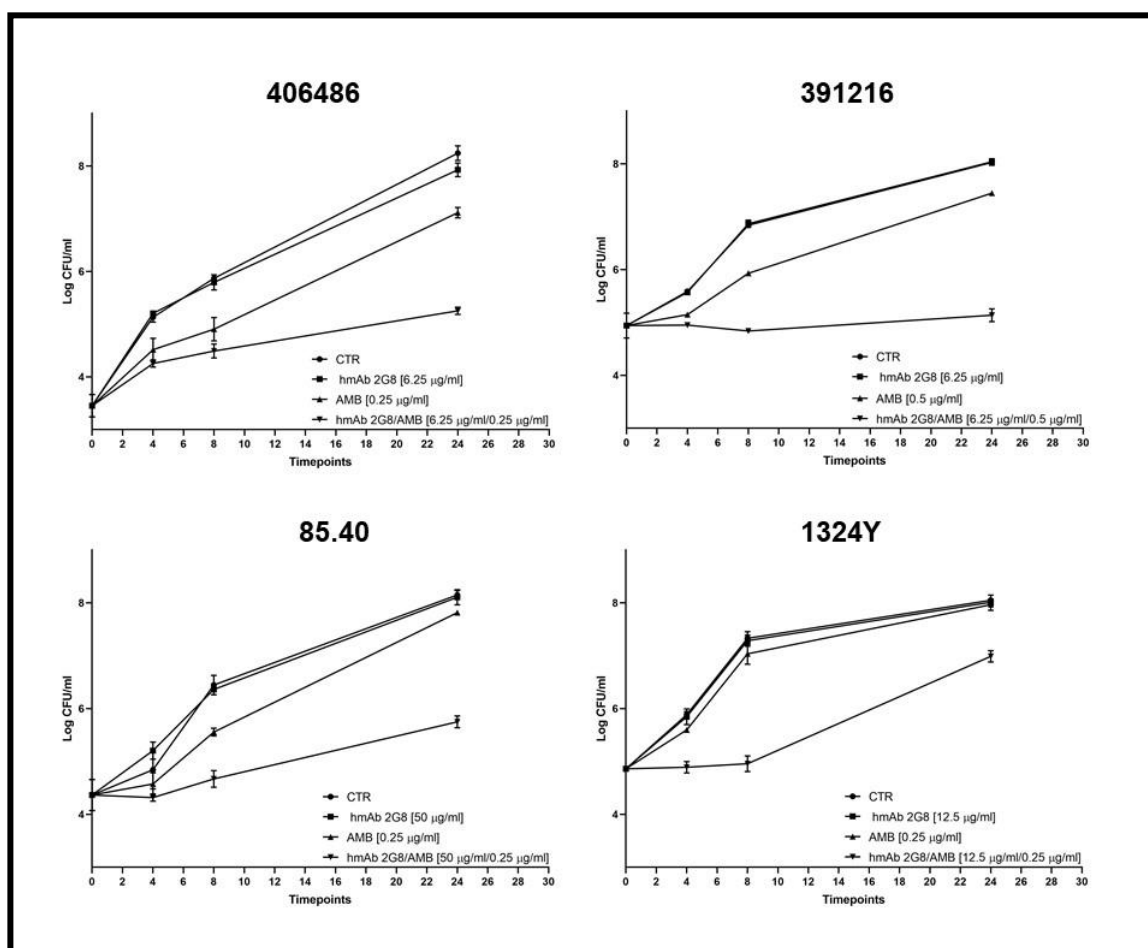 406486
Log CFU/ml
8
6
4
0 2 4 6 8 10 12 14 16 18 20 22 24 26 28 30
Timepoints
CTR
hmAb 2G8 [6.25 μg/ml]
AMB [0.25 μg/ml]
hmAb 2G8/AMB [6.25 μg/ml/0.25 μg/ml]
391216
Log CFU/ml
8
6
4
0 2 4 6 8 10 12 14 16 18 20 22 24 26 28 30
Timepoints
CTR
hmAb 2G8 [6.25 μg/ml]
AMB [0.5 μg/ml]
hmAb 2G8/AMB [6.25 μg/ml/0.5 μg/ml]
85.40
Log CFU/ml
8
6
4
0 2 4 6 8 10 12 14 16 18 20 22 24 26 28 30
Timepoints
CTR
hmAb 2G8 [50 μg/ml]
AMB [0.25 μg/ml]
hmAb 2G8/AMB [50 μg/ml/0.25 μg/ml]
1324Y
Log CFU/ml
8
6
4
0 2 4 6 8 10 12 14 16 18 20 22 24 26 28 30
Timepoints
CTR
hmAb 2G8 [12.5 μg/ml]
AMB [0.25 μg/ml]
hmAb 2G8/AMB [12.5 μg/ml/0.25 μg/ml]